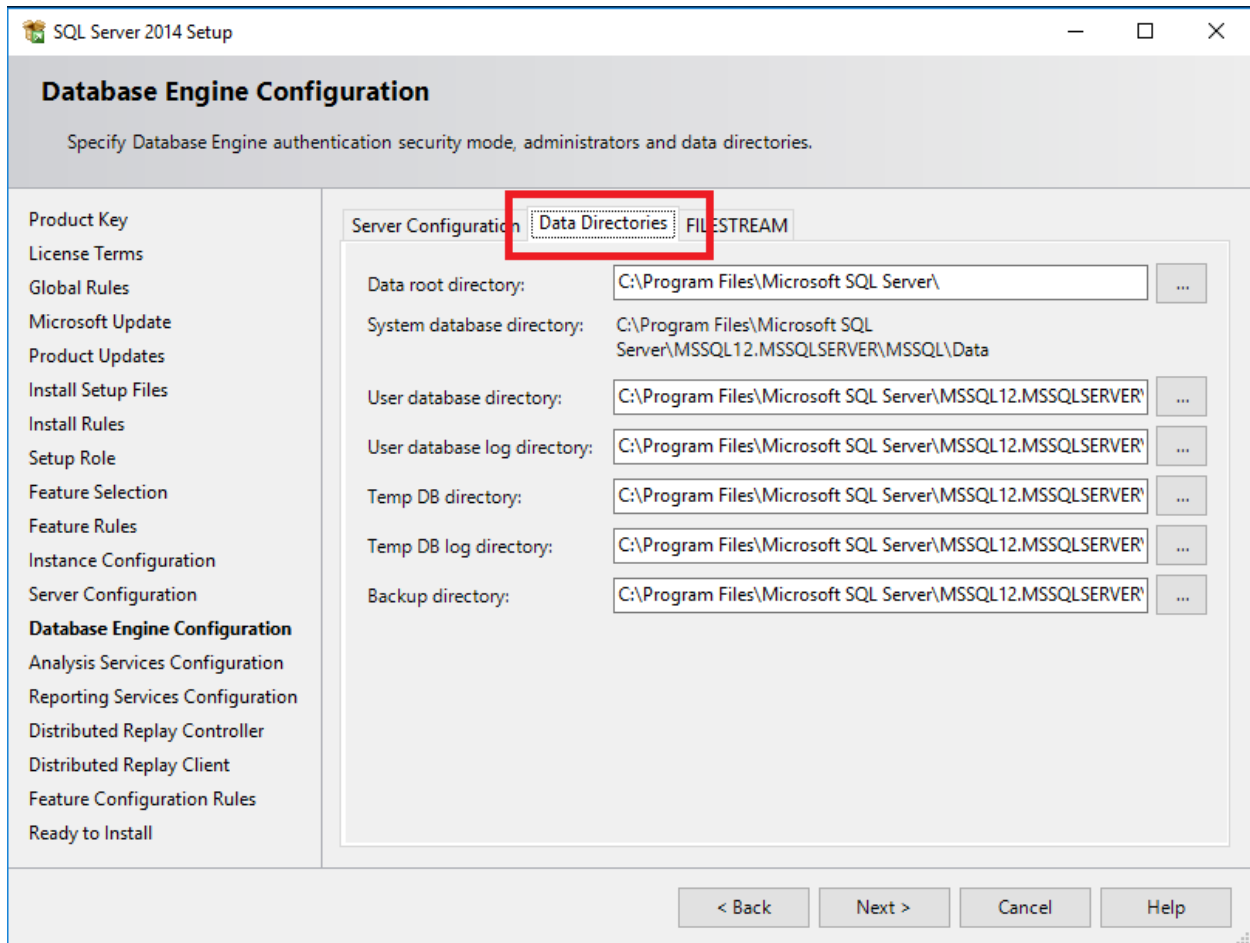 SQL Server 2014 Setup
Database Engine Configuration
Specify Database Engine authentication security mode, administrators and data directories.
Product Key
License Terms
Global Rules
Microsoft Update
Product Updates
Install Setup Files
Install Rules
Setup Role
Feature Selection
Feature Rules
Instance Configuration
Server Configuration
Database Engine Configuration
Analysis Services Configuration
Reporting Services Configuration
Distributed Replay Controller
Distributed Replay Client
Feature Configuration Rules
Ready to Install
Server Configuration Data Directories FILESTREAM
Data root directory: C:\Program Files\Microsoft SQL Server\ ...
System database directory: C:\Program Files\Microsoft SQL
Server\MSSQL12.MSSQLSERVER\MSSQL\Data
User database directory: C:\Program Files\Microsoft SQL Server\MSSQL12.MSSQLSERVER\ ...
User database log directory: C:\Program Files\Microsoft SQL Server\MSSQL12.MSSQLSERVER\ ...
Temp DB directory: C:\Program Files\Microsoft SQL Server\MSSQL12.MSSQLSERVER\ ...
Temp DB log directory: C:\Program Files\Microsoft SQL Server\MSSQL12.MSSQLSERVER\ ...
Backup directory: C:\Program Files\Microsoft SQL Server\MSSQL12.MSSQLSERVER\ ...
< Back Next > Cancel Help